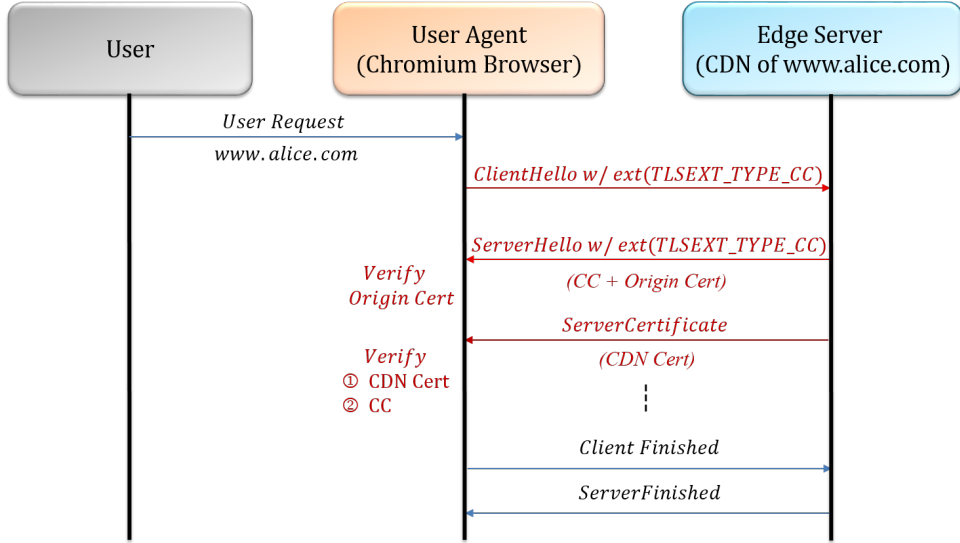 User
User Agent
(Chromium Browser)
Edge Server
(CDN of www.alice.com)
User Request
www.alice.com
ClientHello w/ ext(TLSEXT_TYPE_CC)
ServerHello w/ ext(TLSEXT_TYPE_CC)
(CC + Origin Cert)
Verify
Origin Cert
ServerCertificate
(CDN Cert)
Verify
① CDN Cert
② CC
Client Finished
ServerFinished